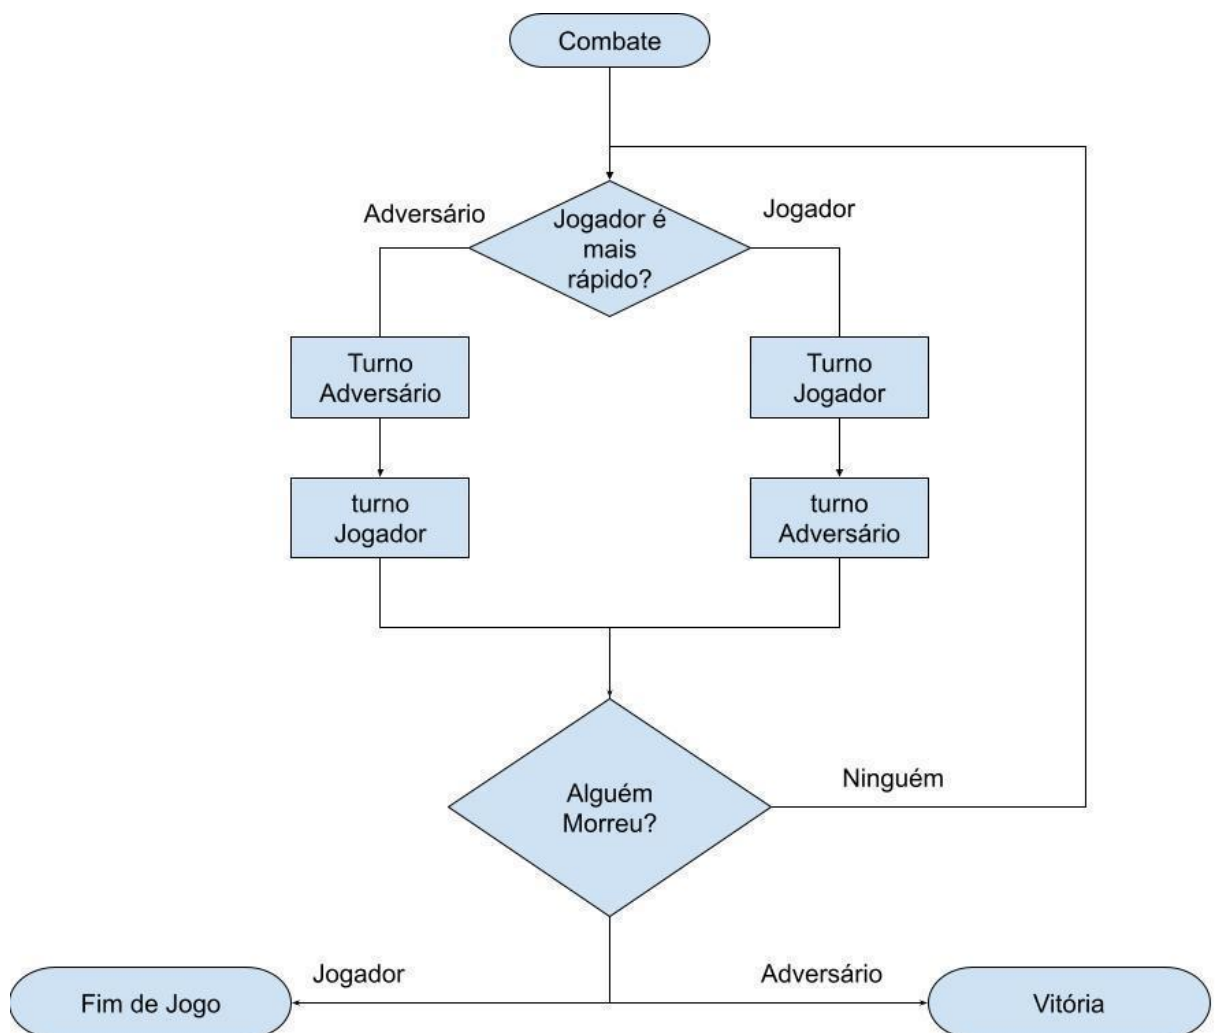 Combate
Adversário
Jogador
Jogador é
mais
rápido?
Turno
Adversário
Turno
Jogador
turno
Jogador
turno
Adversário
Ninguém
Alguém
Morreu?
Jogador
Adversário
Fim de Jogo
Vitória